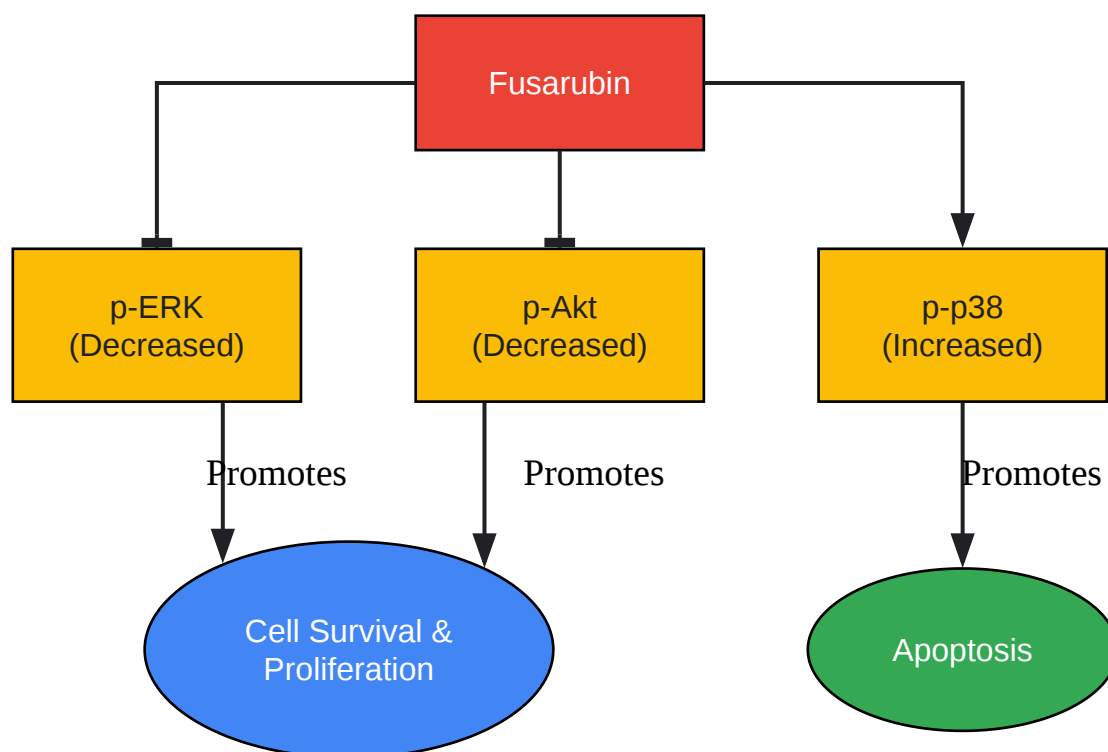 Fusarubin
p-ERK
(Decreased)
p-Akt
(Decreased)
p-p38
(Increased)
Promotes
Promotes
Promotes
Cell Survival &
Proliferation
Apoptosis